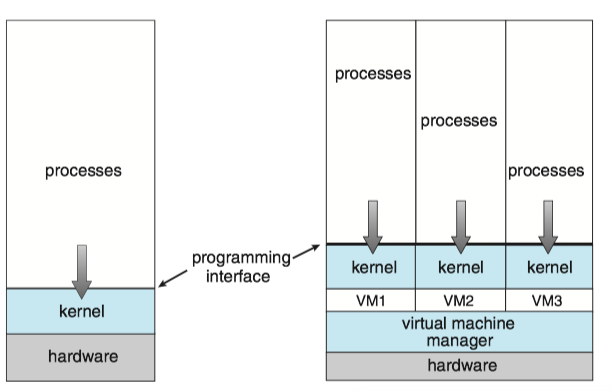 processes
kernel
hardware
programming
interface
processes
processes
processes
kernel kernel kernel
VM1 VM2 VM3
virtual machine
manager
hardware